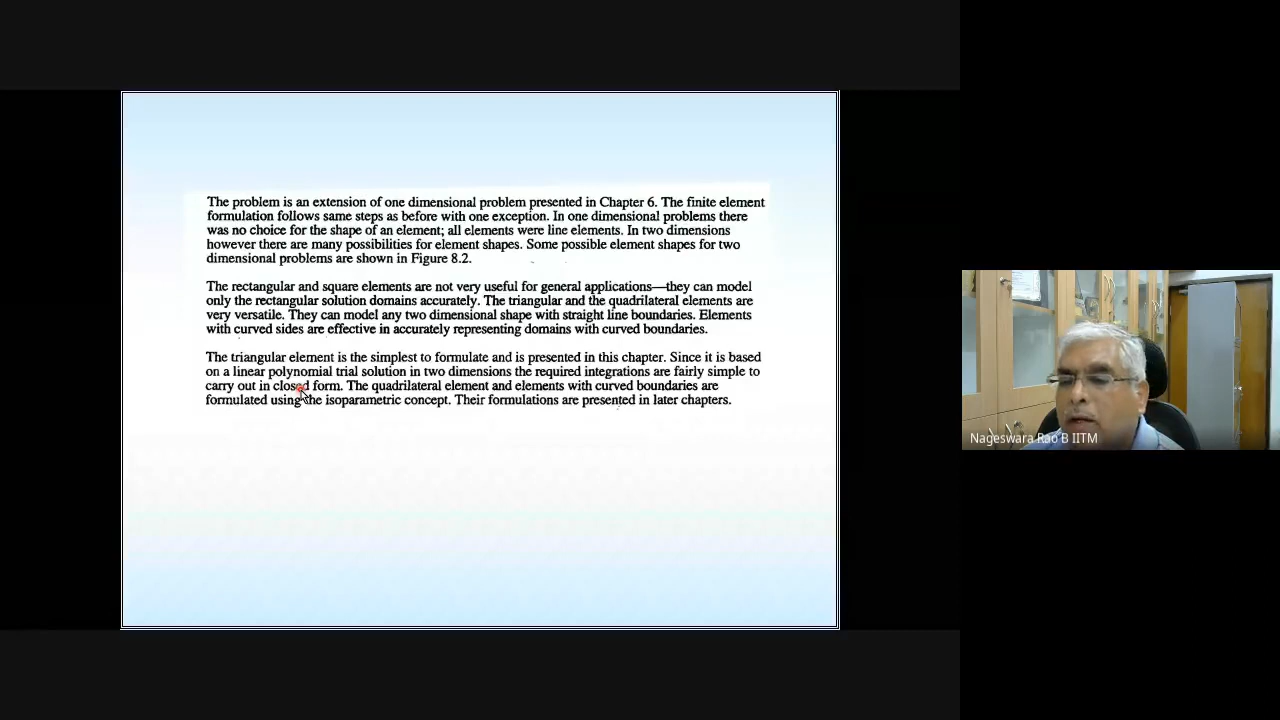 The problem is an extension of one dimensional problem presented in Chapter 6. The finite element
formulation follows same steps as before with one exception. In one dimensional problems there
was no choice for the shape of an element; all elements were line elements. In two dimensions
however there are many possibilities for element shapes. Some possible element shapes for two
dimensional problems are shown in Figure 8.2.
The rectangular and square elements are not very useful for general applications—they can model
only the rectangular solution domains accurately. The triangular and the quadrilateral elements are
very versatile. They can model any two dimensional shape with straight line boundaries. Elements
with curved sides are effective in accurately representing domains with curved boundaries.
The triangular element is the simplest to formulate and is presented in this chapter. Since it is based
on a linear polynomial trial solution in two dimensions the required integrations are fairly simple to
carry out in closed form. The quadrilateral element and elements with curved boundaries are
formulated using the isoparametric concept. Their formulations are presented in later chapters.
Nageswara Rao B IITM